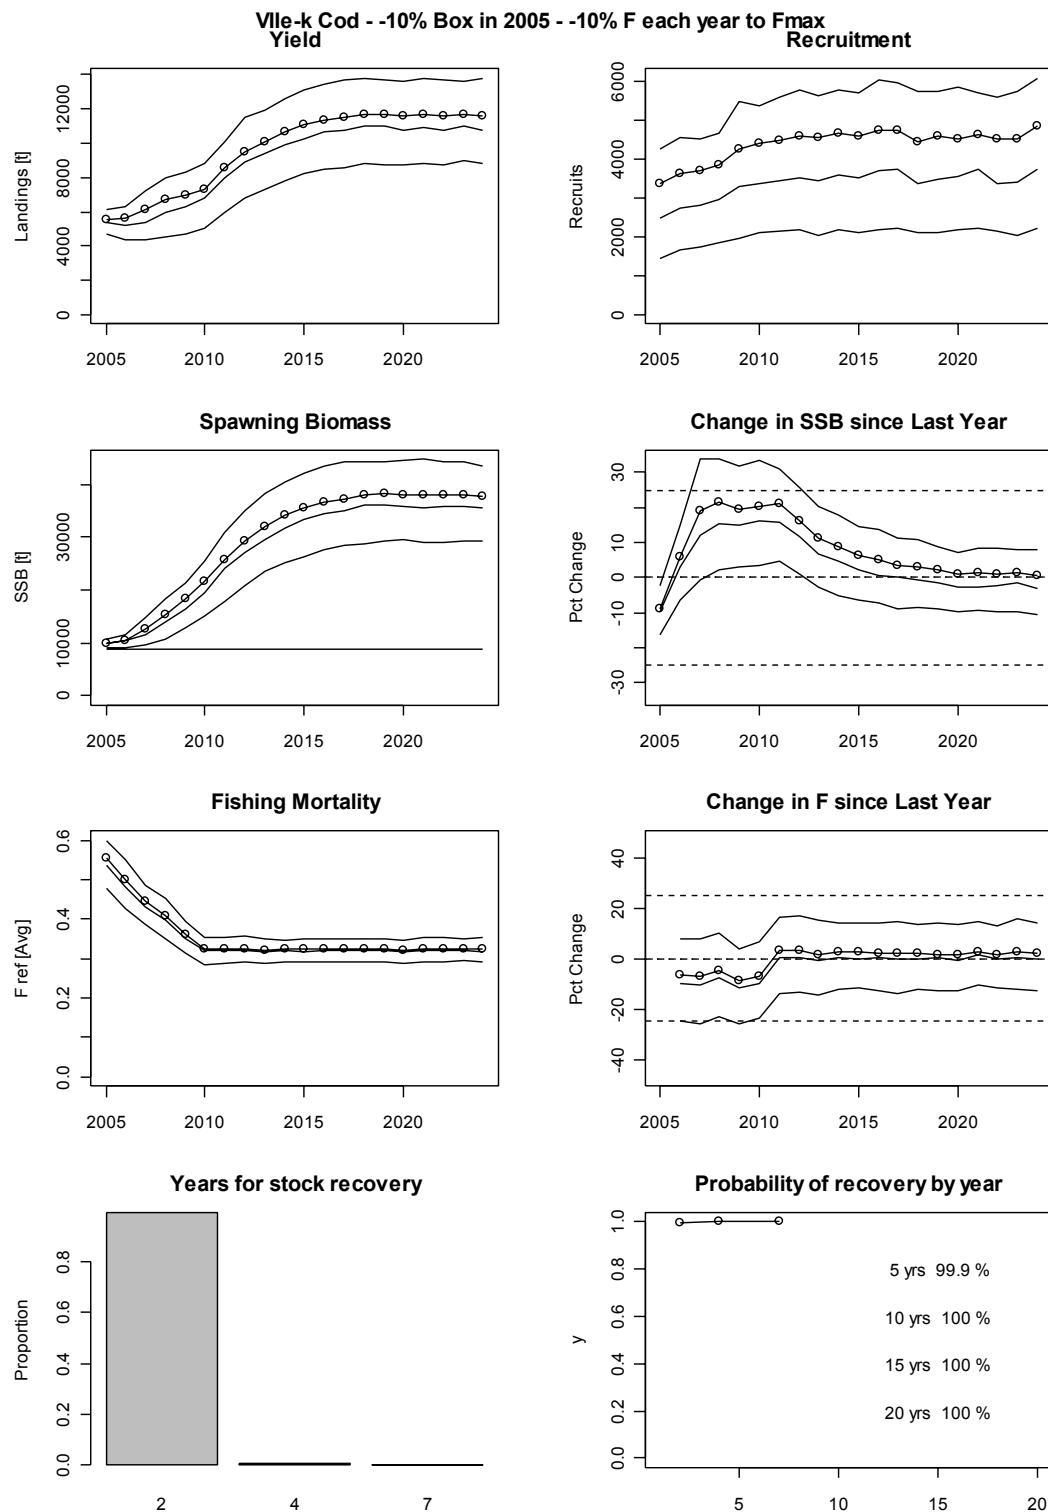 VIIe-k Cod - -10% Box in 2005 - -10% F each year to Fmax
Yield
Landings [t]
0 4000 8000 12000
2005 2010 2015 2020
Recruitment
Recruits
0 2000 4000 6000
2005 2010 2015 2020
Spawning Biomass
SSB [t]
0 10000 30000
2005 2010 2015 2020
Change in SSB since Last Year
Pct Change
-30 -10 0 10 30
2005 2010 2015 2020
Fishing Mortality
F ref [Avg]
0.0 0.2 0.4 0.6
2005 2010 2015 2020
Change in F since Last Year
Pct Change
-40 -20 0 20 40
2005 2010 2015 2020
Years for stock recovery
Proportion
0.0 0.2 0.4 0.6 0.8
2 4 7
Probability of recovery by year
y
0.0 0.2 0.4 0.6 0.8 1.0
5 yrs 99.9 %
10 yrs 100 %
15 yrs 100 %
20 yrs 100 %
5 10 15 20